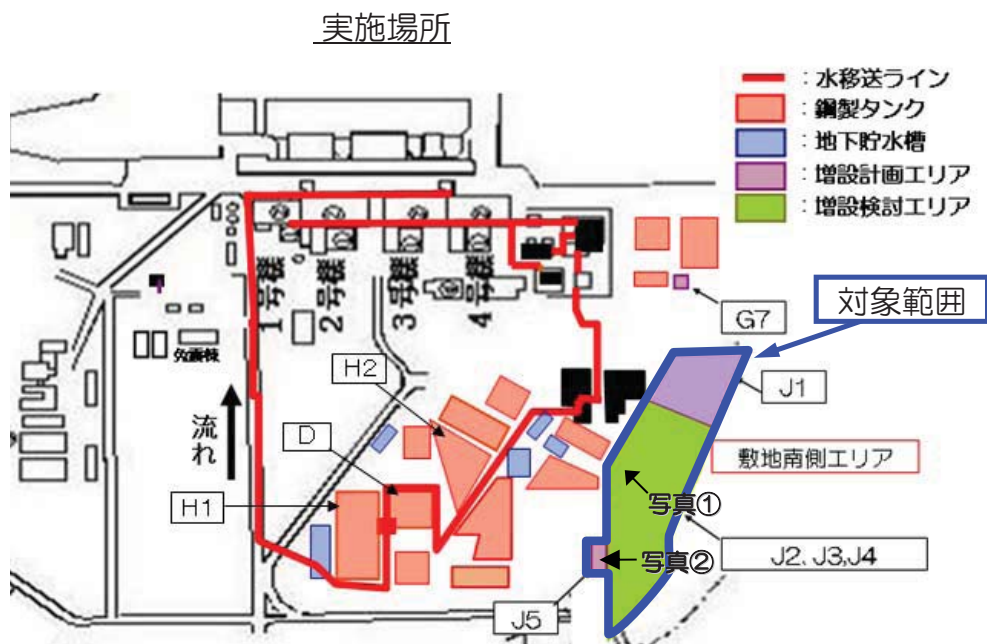 実施場所
：水移送ライン
：鋼製タンク
：地下貯水槽
：増設計画エリア
：増設検討エリア
1号機
2号機
3号機
4号機
G7
対象範囲
免震棟
H2
J1
流れ
D
敷地南側エリア
H1
写真①
写真②
J2、J3,J4
J5